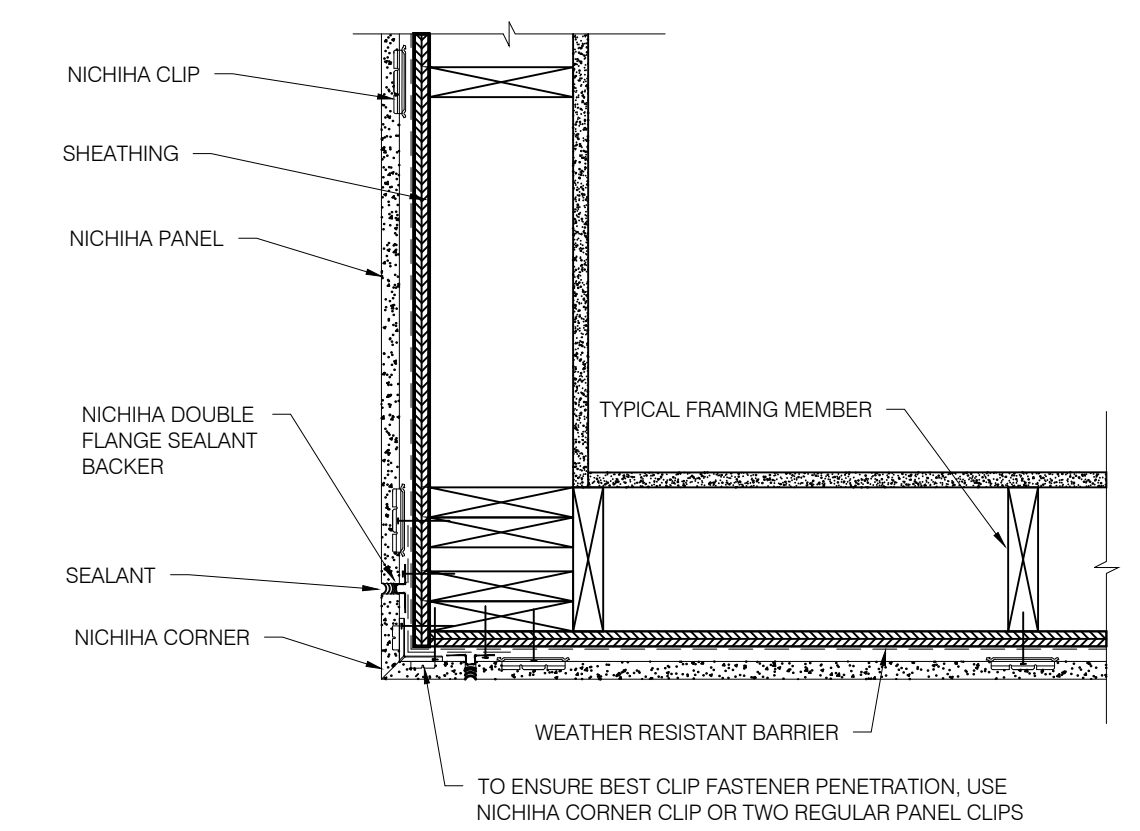 NICHIHA CLIP
SHEATHING
NICHIHA PANEL
NICHIHA DOUBLE
FLANGE SEALANT
BACKER
TYPICAL FRAMING MEMBER
SEALANT
NICHIHA CORNER
WEATHER RESISTANT BARRIER
TO ENSURE BEST CLIP FASTENER PENETRATION, USE
NICHIHA CORNER CLIP OR TWO REGULAR PANEL CLIPS